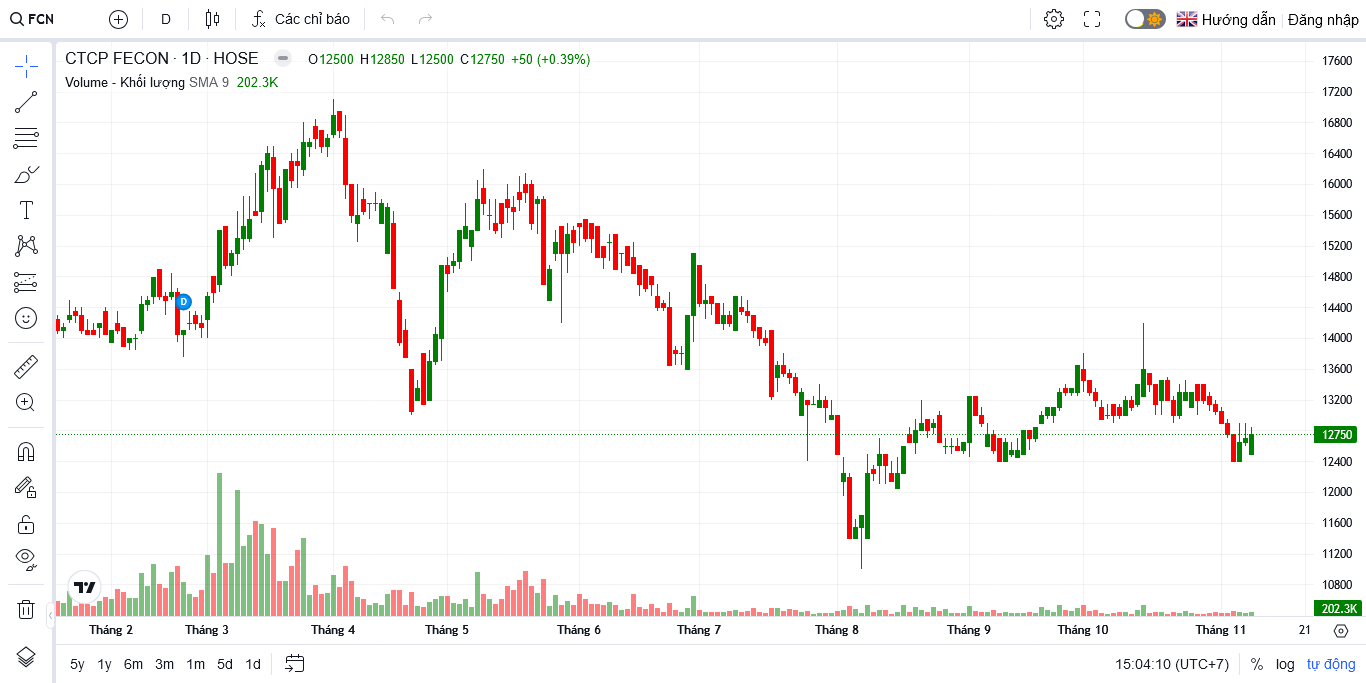 FCN D Các chỉ báo Hướng dẫn Đăng nhập
CTCP FECON · 1D · HOSE O12500 H12850 L12500 C12750 +50 (+0.39%)
Volume - Khối lượng SMA 9 202.3K
D
17600
17200
16800
16400
16000
15600
15200
14800
14400
14000
13600
13200
12750
12400
12000
11600
11200
10800
202.3K
Tháng 2 Tháng 3 Tháng 4 Tháng 5 Tháng 6 Tháng 7 Tháng 8 Tháng 9 Tháng 10 Tháng 11 21
5y 1y 6m 3m 1m 5d 1d 15:04:10 (UTC+7) % log tự động